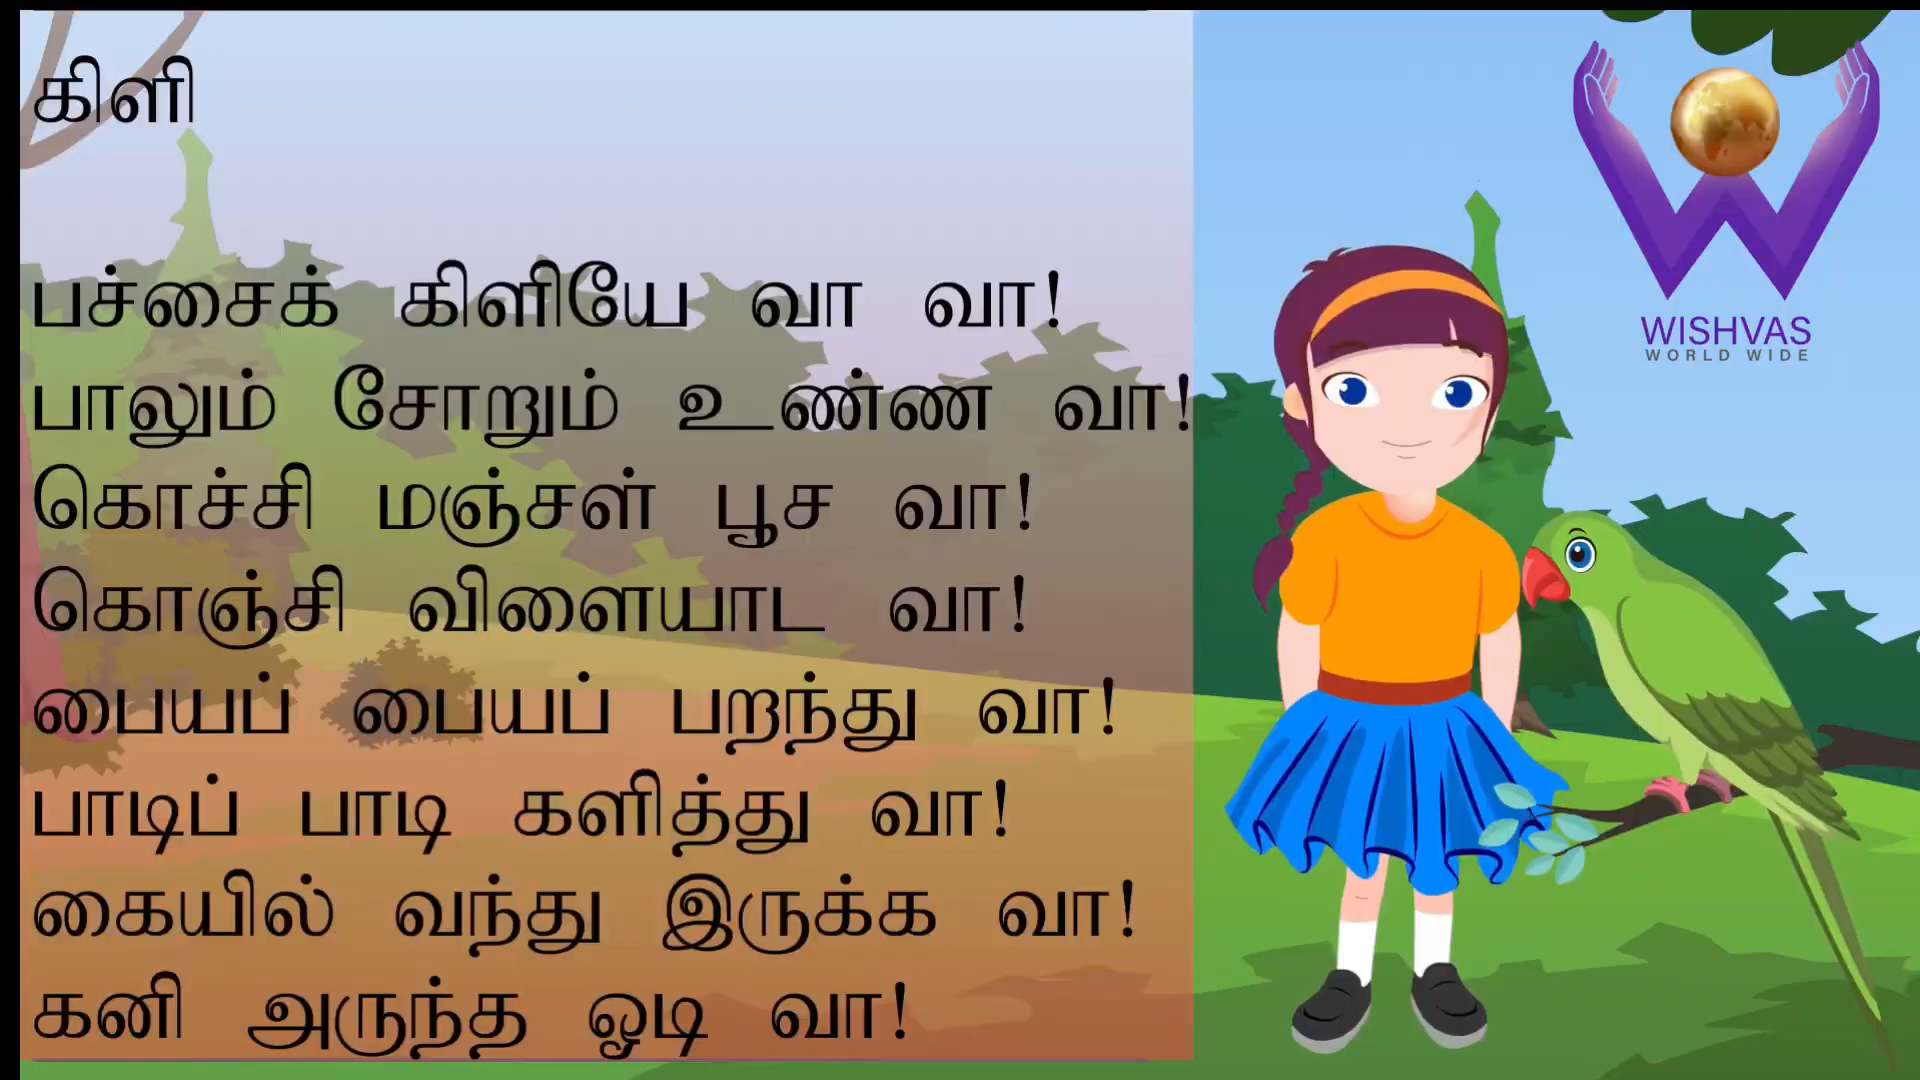 கிளி
பச்சைக் கிளியே வா வா!
பாலும் சோறும் உண்ண வா!
கொச்சி மஞ்சள் பூச வா!
கொஞ்சி விளையாட வா!
பையப் பையப் பறந்து வா!
பாடிப் பாடி களித்து வா!
கையில் வந்து இருக்க வா!
கனி அருந்த ஓடி வா!
WISHVAS
WORLD WIDE